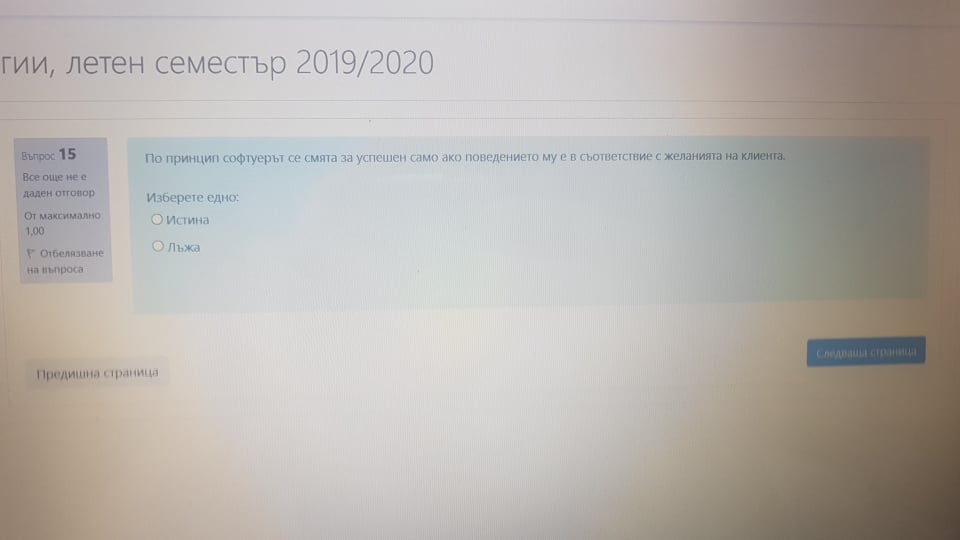 гии, летен семестър 2019/2020
Въпрос 15
Все още не е
даден отговор
От максимално
1,00
Отбелязване
на въпроса
По принцип софтуерът се смята за успешен само ако поведението му е в съответствие с желанията на клиента.
Изберете едно:
Истина
Лъжа
Предишна страница
Следваща страница